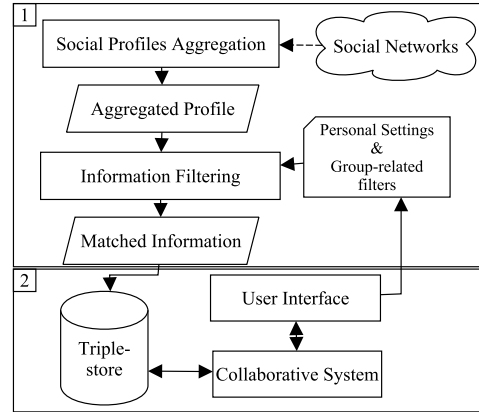 1
Social Profiles Aggregation
Social Networks
Aggregated Profile
Personal Settings
&
Group-related
filters
Information Filtering
Matched Information
2
User Interface
Triple-
store
Collaborative System